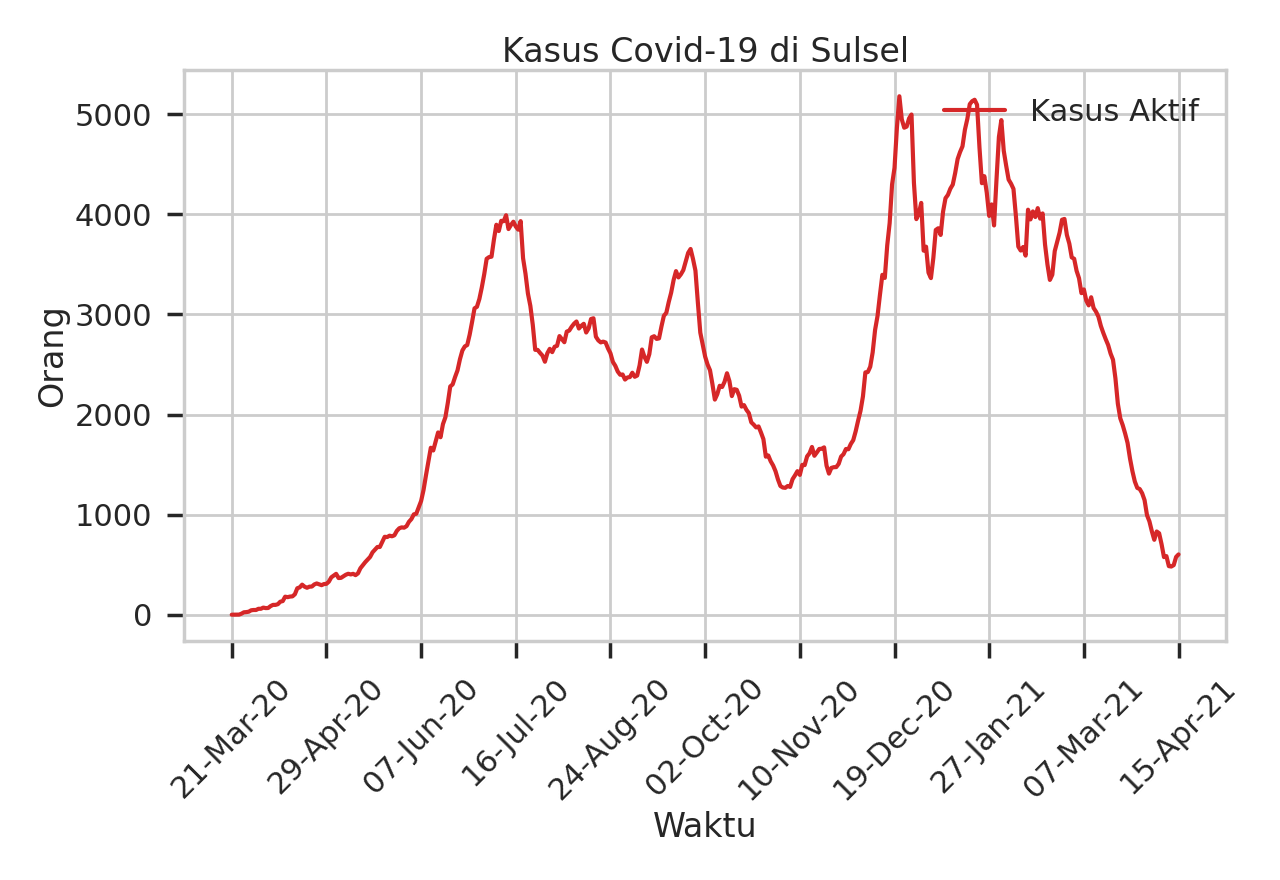 Kasus Covid-19 di Sulsel
Kasus Aktif
Orang
5000
4000
3000
2000
1000
0
21-Mar-20
29-Apr-20
07-Jun-20
16-Jul-20
24-Aug-20
02-Oct-20
10-Nov-20
19-Dec-20
27-Jan-21
07-Mar-21
15-Apr-21
Waktu